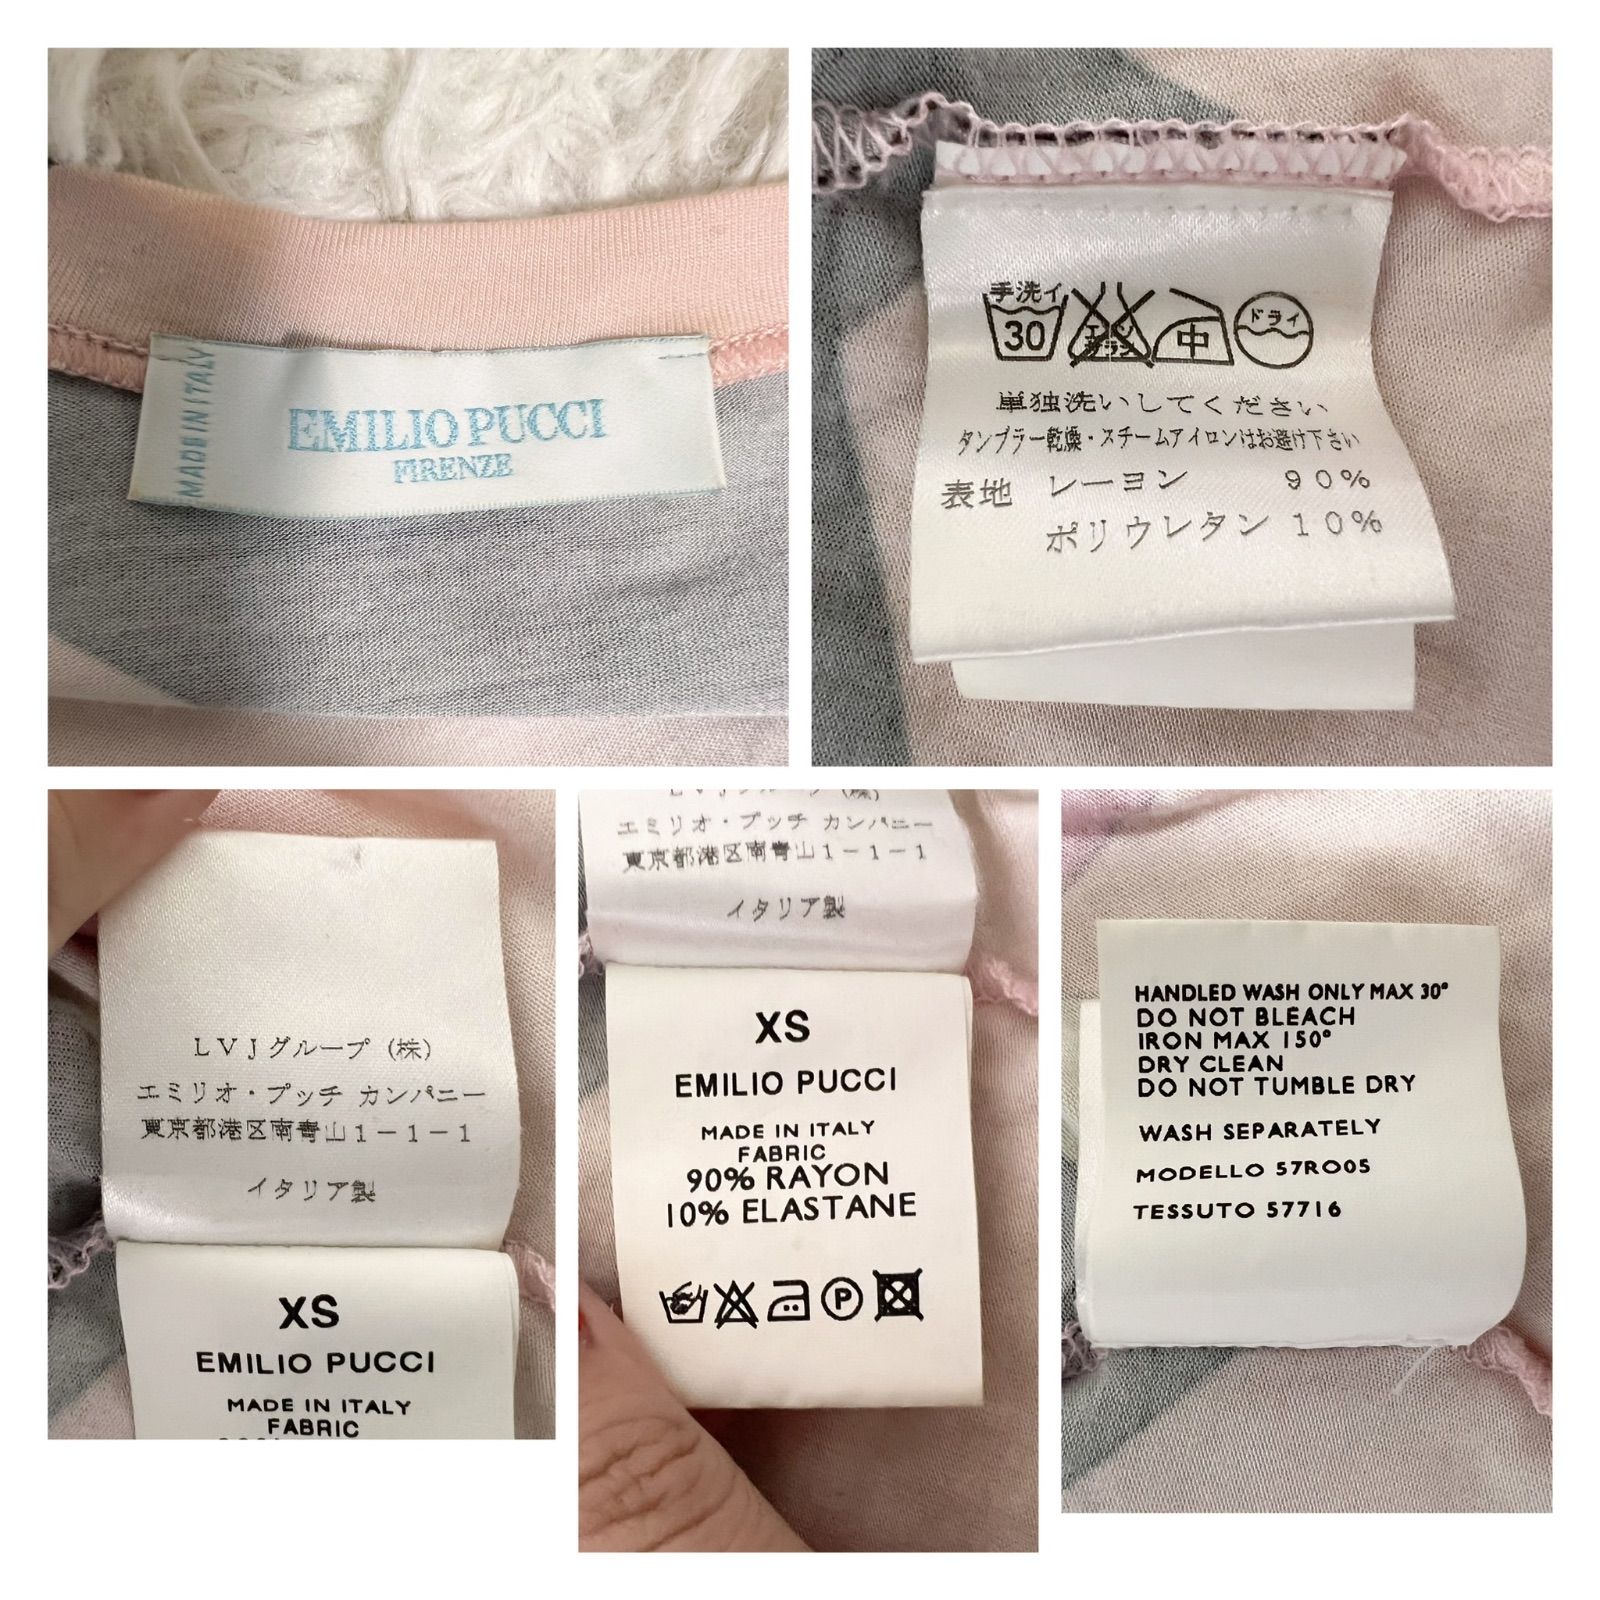 MADE IN ITALY
EMILIO PUCCI
FIRENZE
手洗イ
30
エンソ
サラシ
中
ドライ
単独洗いしてください
タンブラー乾燥・スチームアイロンはお避け下さい
表地 レーヨン 90%
ポリウレタン 10%
LVJグループ (株)
エミリオ・プッチ カンパニー
東京都港区南青山1-1-1
イタリア製
XS
EMILIO PUCCI
MADE IN ITALY
FABRIC
LVJグループ (株)
エミリオ・プッチ カンパニー
東京都港区南青山1-1-1
イタリア製
XS
EMILIO PUCCI
MADE IN ITALY
FABRIC
90% RAYON
10% ELASTANE
P
HANDLED WASH ONLY MAX 30°
DO NOT BLEACH
IRON MAX 150°
DRY CLEAN
DO NOT TUMBLE DRY
WASH SEPARATELY
MODELLO 57RO05
TESSUTO 57716